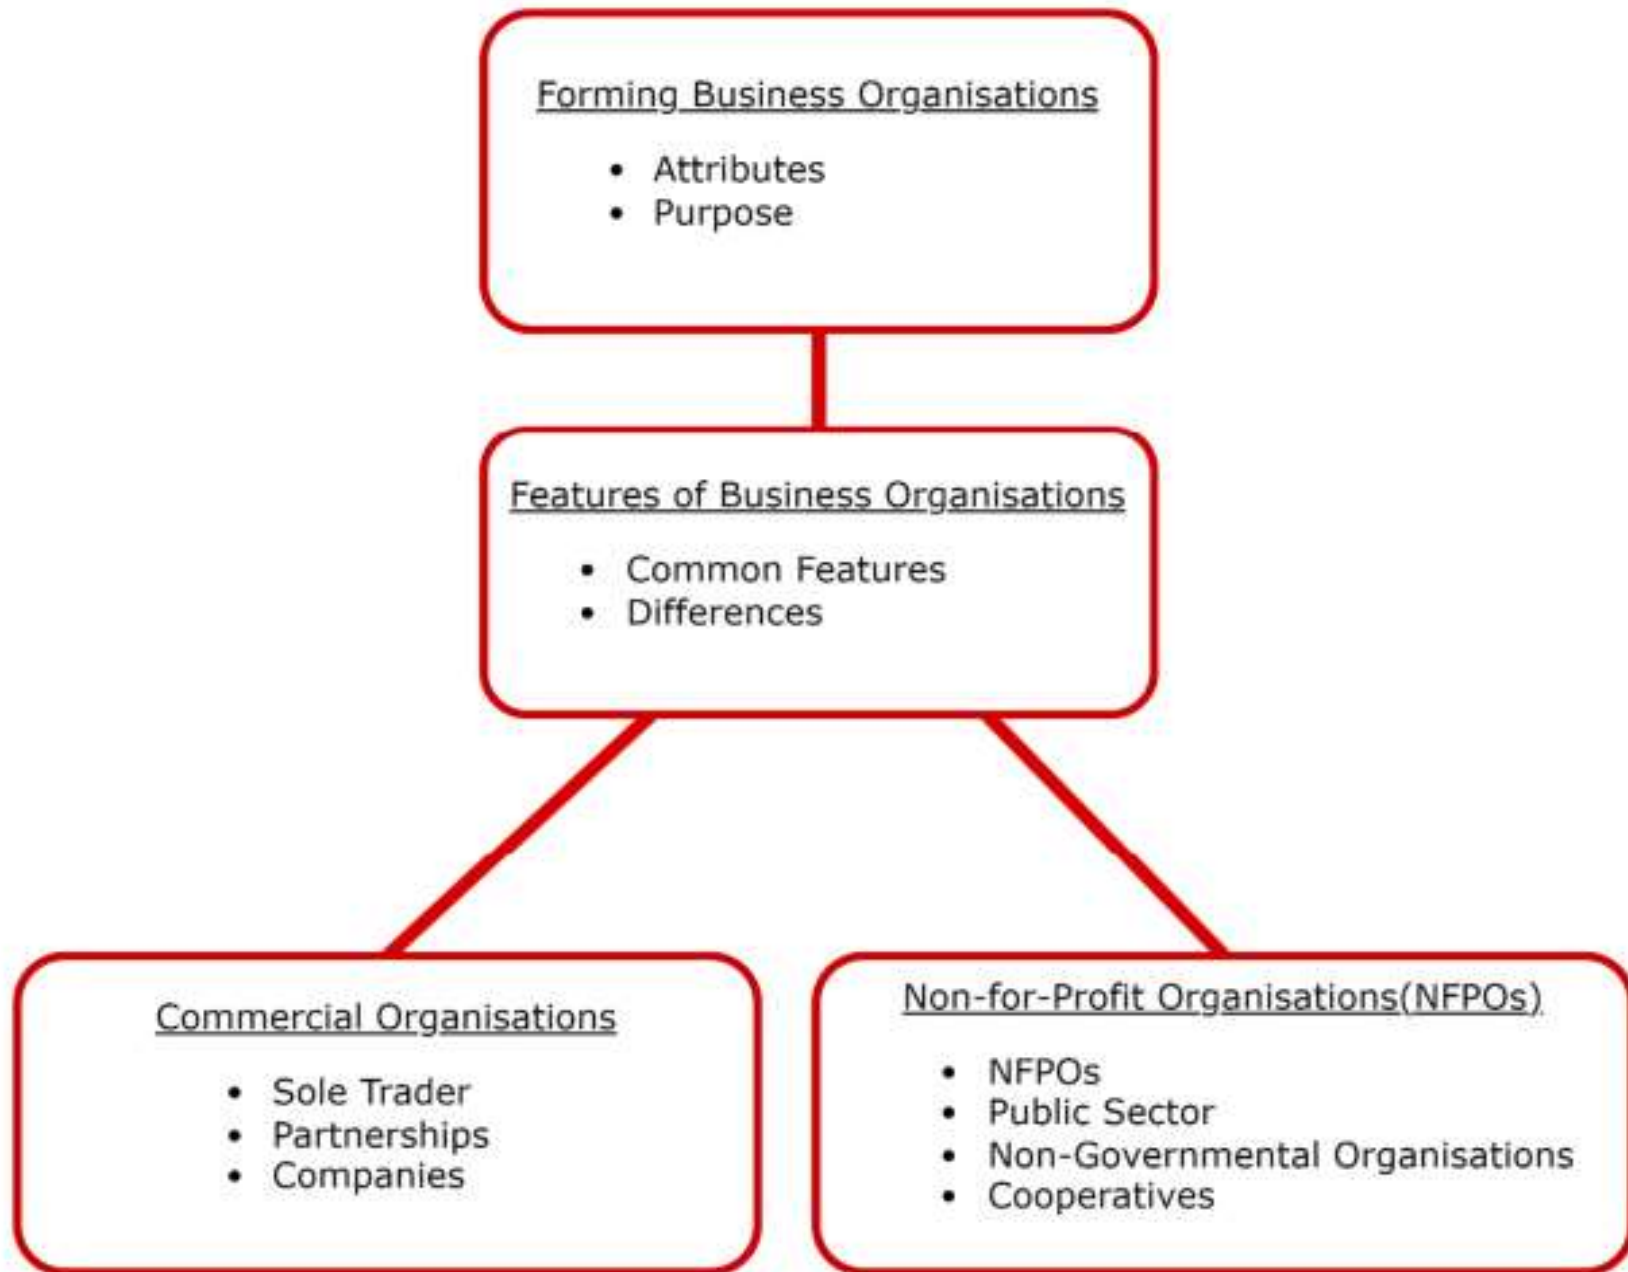 Forming Business Organisations
• Attributes
• Purpose
Features of Business Organisations
• Common Features
• Differences
Commercial Organisations
• Sole Trader
• Partnerships
• Companies
Non-for-Profit Organisations(NFPOs)
• NFPOs
• Public Sector
• Non-Governmental Organisations
• Cooperatives